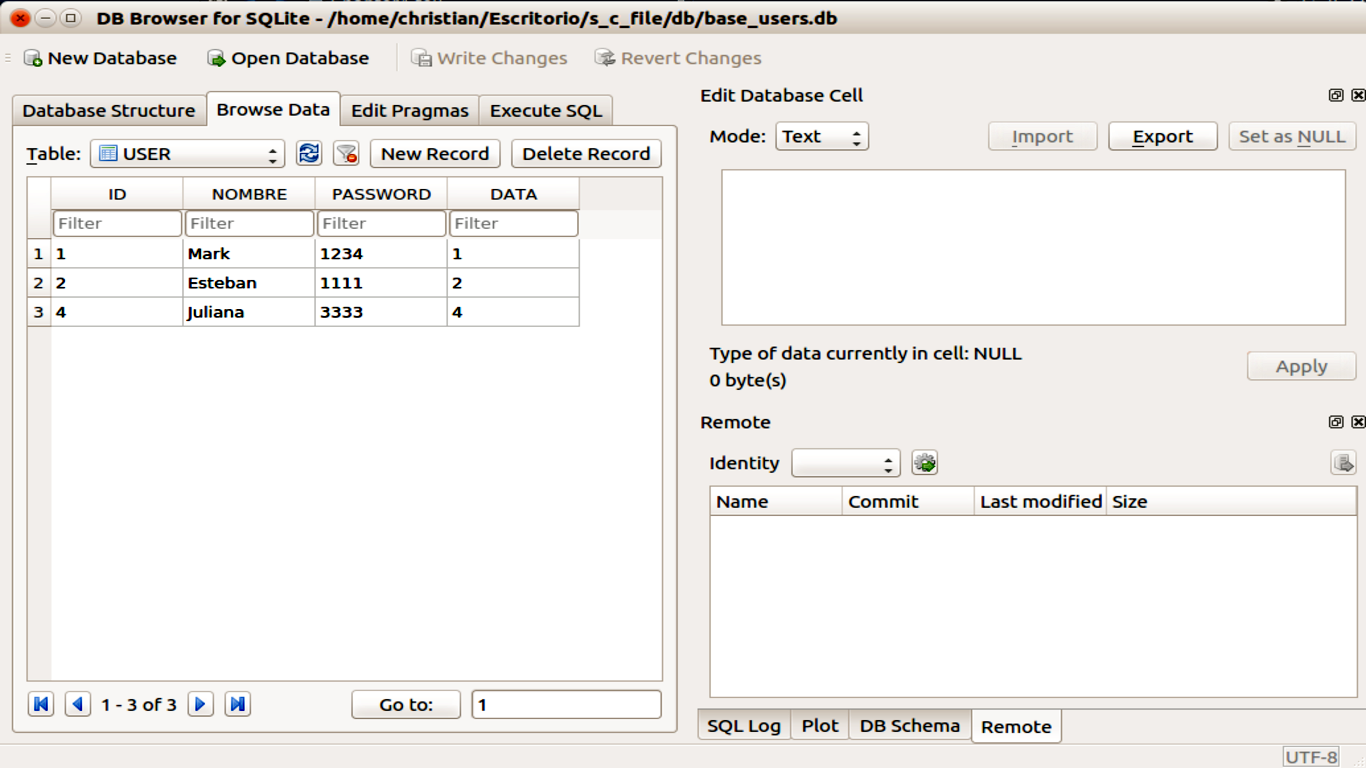 DB Browser for SQLite - /home/christian/Escritorio/s_c_file/db/base_users.db
New Database Open Database Write Changes Revert Changes
Database Structure Browse Data Edit Pragmas Execute SQL
Table: USER New Record Delete Record
ID NOMBRE PASSWORD DATA
Filter Filter Filter Filter
1 1 Mark 1234 1
2 2 Esteban 1111 2
3 4 Juliana 3333 4
1 - 3 of 3 Go to: 1
Edit Database Cell
Mode: Text Import Export Set as NULL
Type of data currently in cell: NULL
0 byte(s)
Apply
Remote
Identity
Name Commit Last modified Size
SQL Log Plot DB Schema Remote
UTF-8